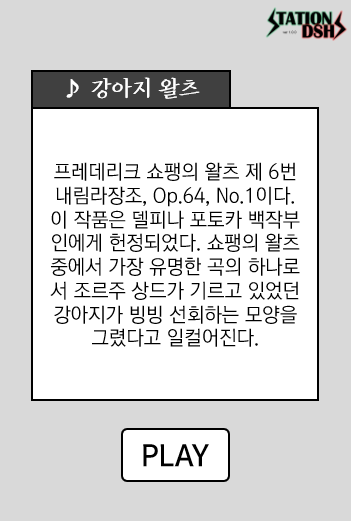 STATION
DSHS
♪ 강아지 왈츠
프레데리크 쇼팽의 왈츠 제 6번
내림라장조, Op.64, No.1이다.
이 작품은 델피나 포토카 백작부
인에게 헌정되었다. 쇼팽의 왈츠
중에서 가장 유명한 곡의 하나로
서 조르주 상드가 기르고 있었던
강아지가 빙빙 선회하는 모양을
그렸다고 일컬어진다.
PLAY